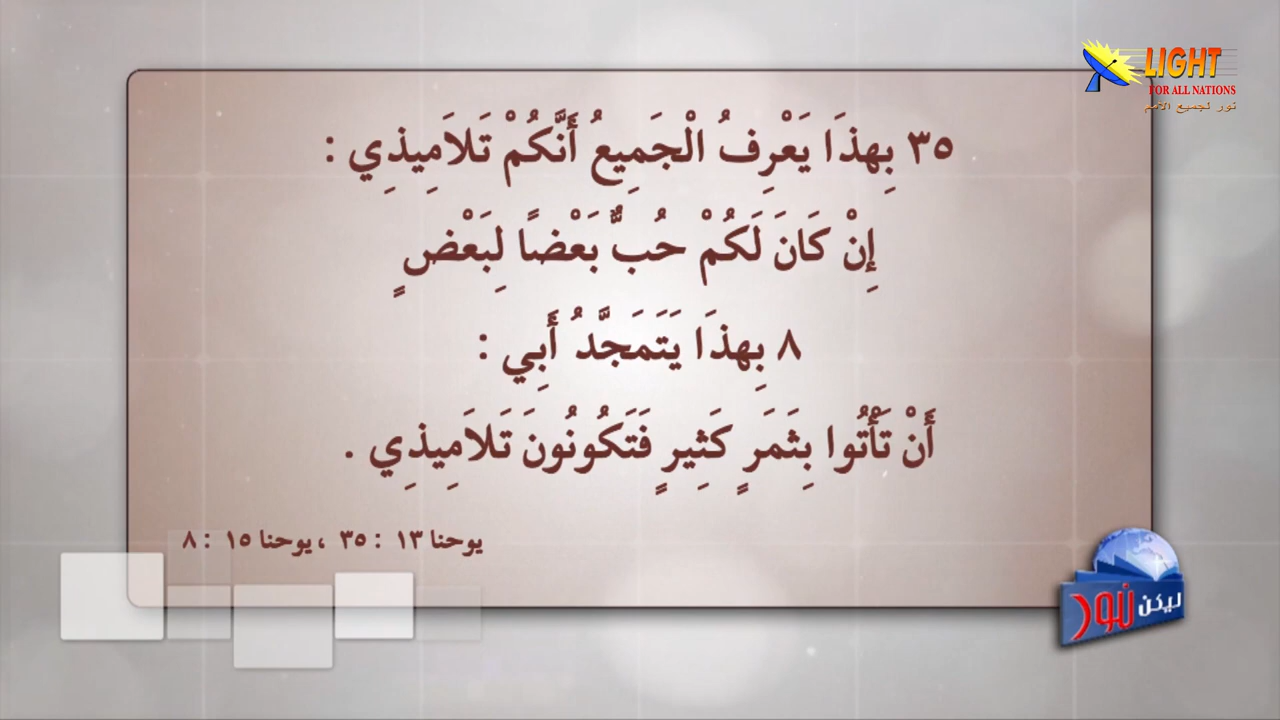 LIGHT
FOR ALL NATIONS
نور لجميع الأمم
٣٥ بِهذَا يَعْرِفُ الْجَمِيعُ أَنَّكُمْ تَلاَمِيذِي :
إِنْ كَانَ لَكُمْ حُبٌّ بَعْضًا لِبَعْضٍ
٨ بِهذَا يَتَمَجَّدُ أَبِي :
أَنْ تَأْتُوا بِثَمَرٍ كَثِيرٍ فَتَكُونُونَ تَلاَمِيذِي .
يوحنا ١٣ : ٣٥ ، يوحنا ١٥ : ٨
ليكن نور